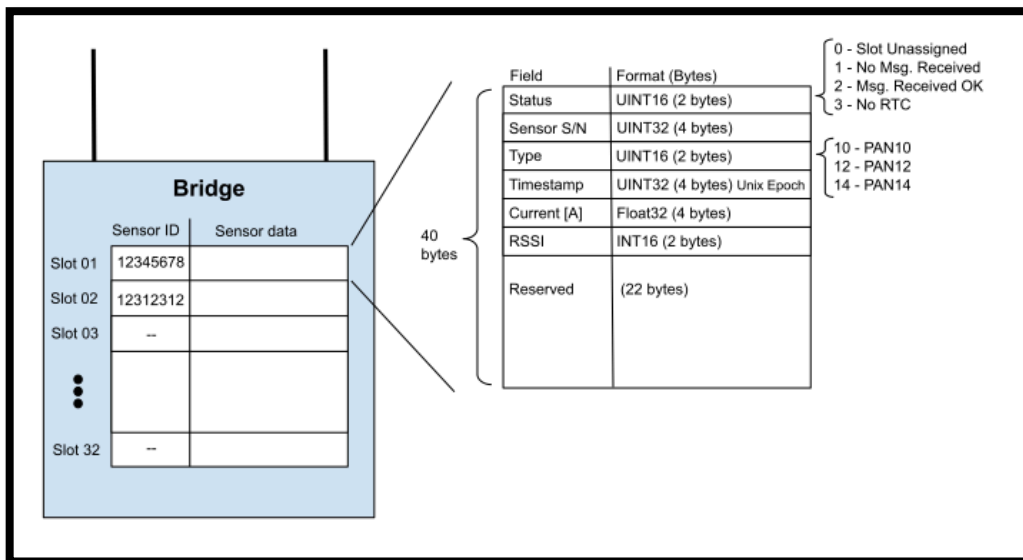 Bridge
Sensor ID Sensor data
Slot 01 12345678
Slot 02 12312312
Slot 03 --
Slot 32 --
40
bytes
Field Format (Bytes)
Status UINT16 (2 bytes)
Sensor S/N UINT32 (4 bytes)
Type UINT16 (2 bytes)
Timestamp UINT32 (4 bytes) Unix Epoch
Current [A] Float32 (4 bytes)
RSSI INT16 (2 bytes)
Reserved (22 bytes)
0 - Slot Unassigned
1 - No Msg. Received
2 - Msg. Received OK
3 - No RTC
10 - PAN10
12 - PAN12
14 - PAN14